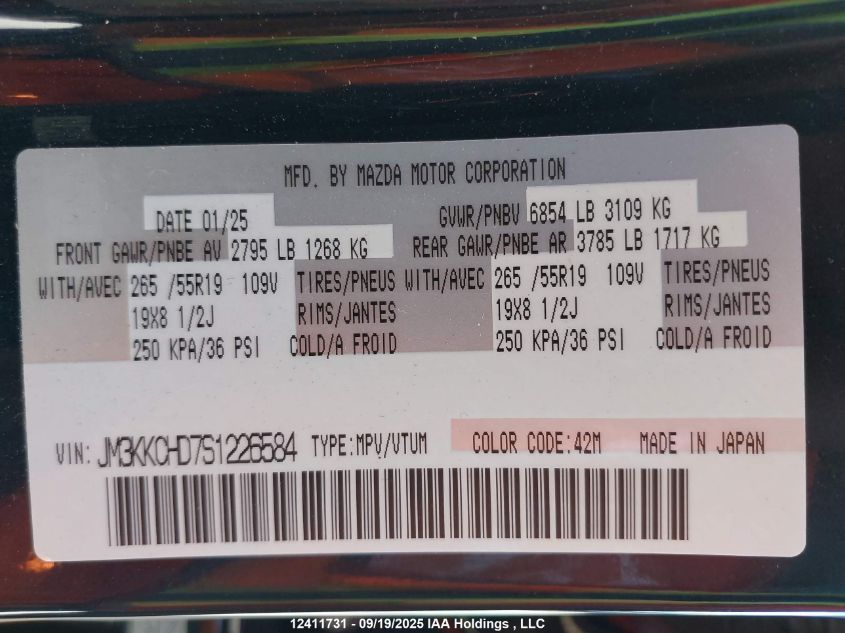 MFD. BY MAZDA MOTOR CORPORATION
DATE 01/25 GVWR/PNBV 6854 LB 3109 KG
FRONT GAWR/PNBE AV 2795 LB 1268 KG REAR GAWR/PNBE AR 3785 LB 1717 KG
WITH/AVEC 265 /55R19 109V TIRES/PNEUS WITH/AVEC 265 /55R19 109V TIRES/PNEUS
19X8 1/2J RIMS/JANTES 19X8 1/2J RIMS/JANTES
250 KPA/36 PSI COLD/A FROID 250 KPA/36 PSI COLD/A FROID
VIN: JM3KKCHD7S1226584 TYPE:MPV/VTUM COLOR CODE:42M MADE IN JAPAN
12411731 - 09/19/2025 IAA Holdings , LLC